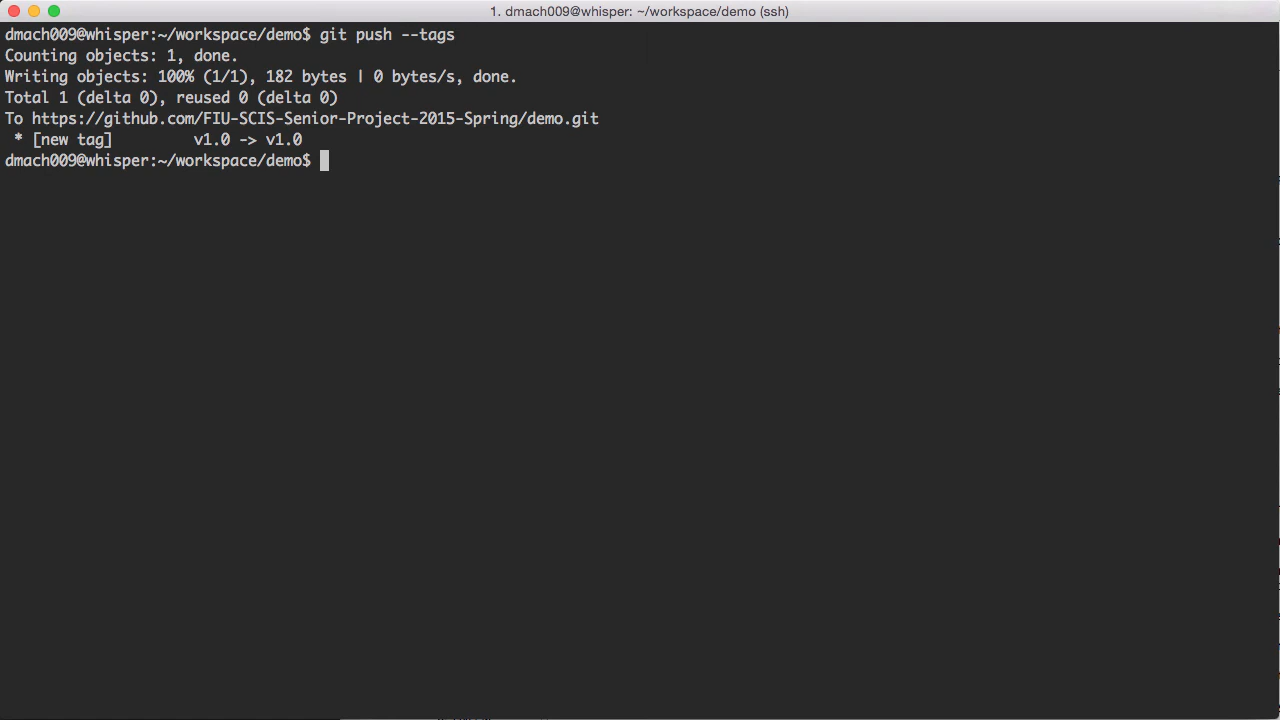 1. dmach009@whisper: ~/workspace/demo (ssh)
dmach009@whisper:~/workspace/demo$ git push --tags
Counting objects: 1, done.
Writing objects: 100% (1/1), 182 bytes | 0 bytes/s, done.
Total 1 (delta 0), reused 0 (delta 0)
To https://github.com/FIU-SCIS-Senior-Project-2015-Spring/demo.git
 * [new tag]         v1.0 -> v1.0
dmach009@whisper:~/workspace/demo$